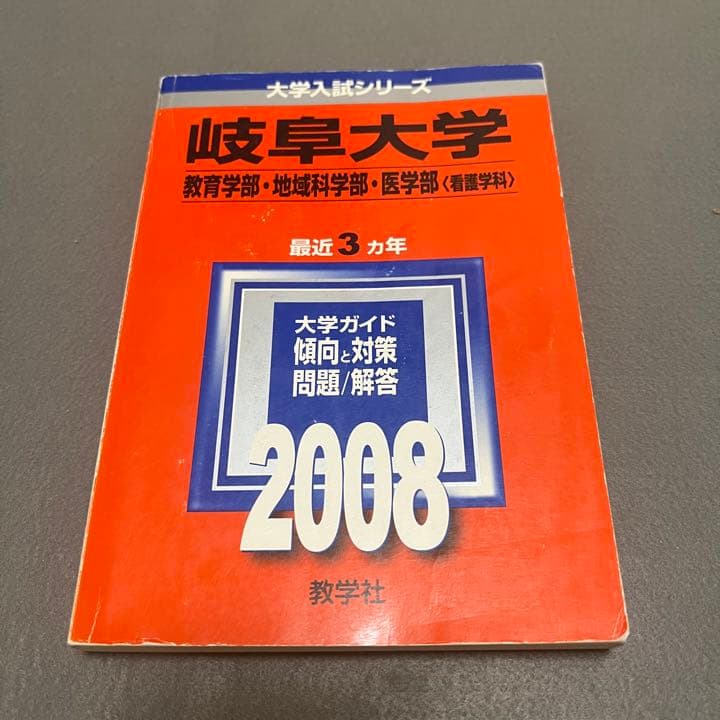 大学入試シリーズ
岐阜大学
教育学部・地域科学部・医学部〈看護学科〉
最近3ヵ年
大学ガイド
傾向と対策
問題/解答
2008
教学社